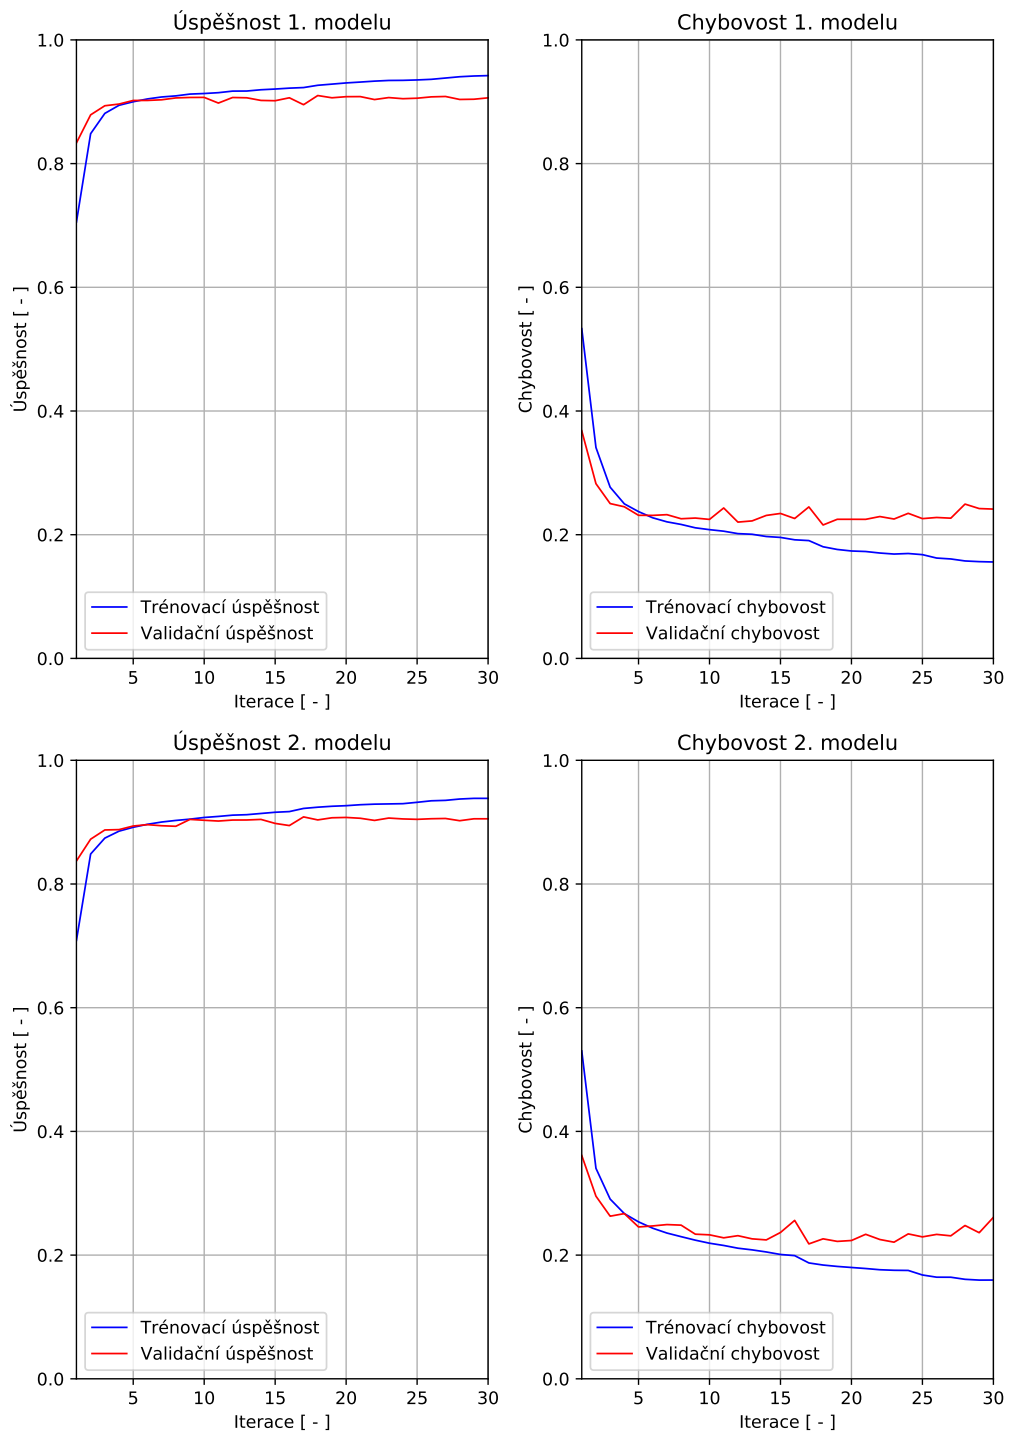 Úspěšnost 1. modelu
1.0
0.8
0.6
0.4
0.2
0.0
Úspěšnost [ - ]
Trénovací úspěšnost
Validační úspěšnost
5 10 15 20 25 30
Iterace [ - ]
Chybovost 1. modelu
1.0
0.8
0.6
0.4
0.2
0.0
Chybovost [ - ]
Trénovací chybovost
Validační chybovost
5 10 15 20 25 30
Iterace [ - ]
Úspěšnost 2. modelu
1.0
0.8
0.6
0.4
0.2
0.0
Úspěšnost [ - ]
Trénovací úspěšnost
Validační úspěšnost
5 10 15 20 25 30
Iterace [ - ]
Chybovost 2. modelu
1.0
0.8
0.6
0.4
0.2
0.0
Chybovost [ - ]
Trénovací chybovost
Validační chybovost
5 10 15 20 25 30
Iterace [ - ]